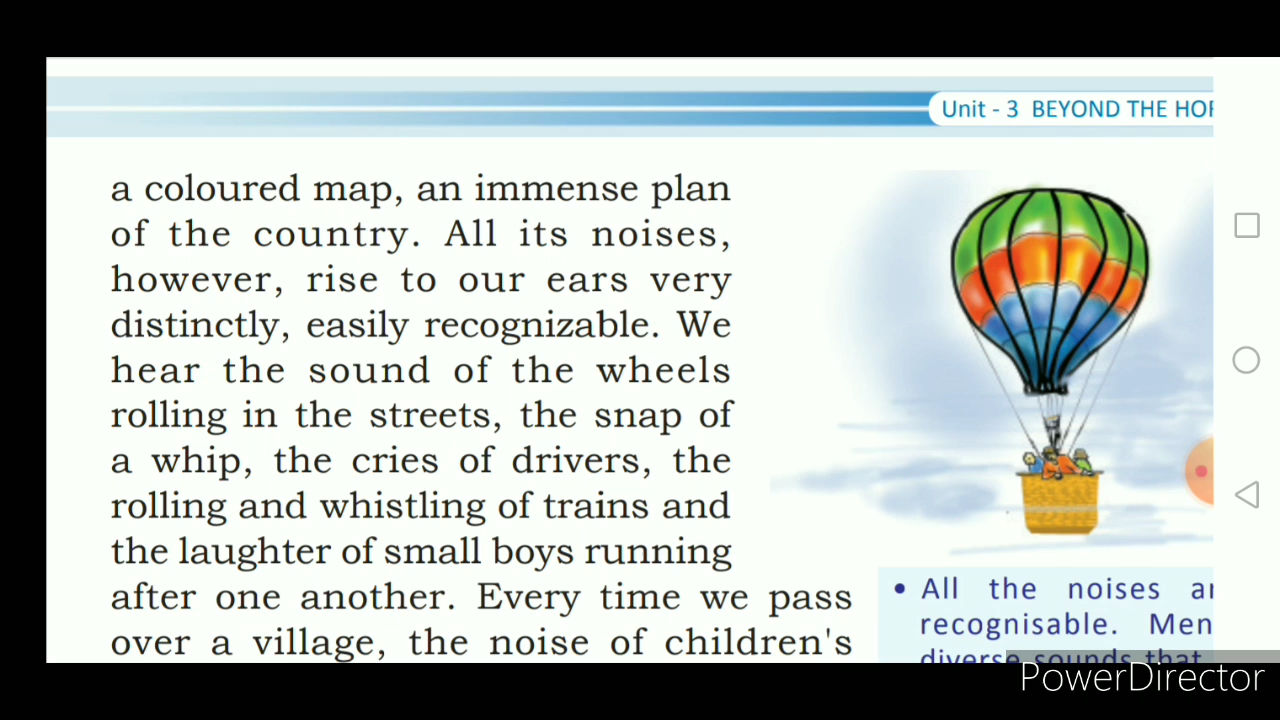 Unit - 3 BEYOND THE
a coloured map, an immense plan
of the country. All its noises,
however, rise to our ears very
distinctly, easily recognizable. We
hear the sound of the wheels
rolling in the streets, the snap of
a whip, the cries of drivers, the
rolling and whistling of trains and
the laughter of small boys running
after one another. Every time we pass
over a village, the noise of children's
• All the noises
recognisable.
diverse sounds that
PowerDirector